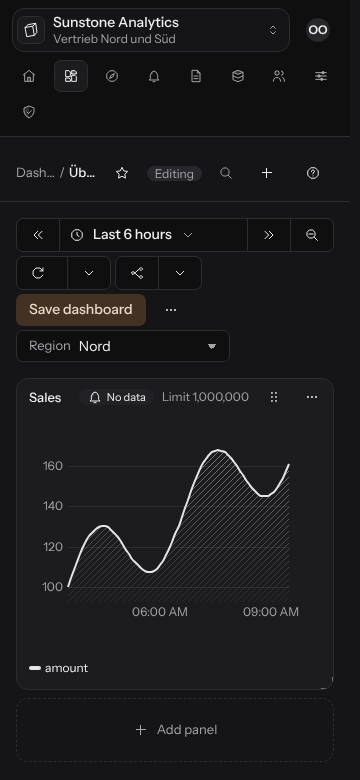 Sunstone Analytics
Vertrieb Nord und Süd
OO
Dash... / Üb...
Editing
Last 6 hours
Save dashboard
Region Nord
Sales No data Limit 1,000,000
160
140
120
100
06:00 AM 09:00 AM
amount
Add panel